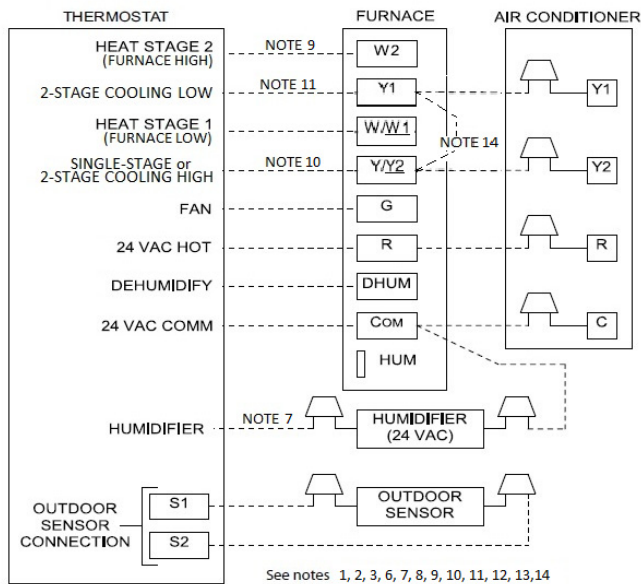 THERMOSTAT
FURNACE
AIR CONDITIONER
HEAT STAGE 2
(FURNACE HIGH)
NOTE 9
W2
2-STAGE COOLING LOW
NOTE 11
Y1
Y1
HEAT STAGE 1
(FURNACE LOW)
W/W1
NOTE 14
SINGLE-STAGE or
2-STAGE COOLING HIGH
NOTE 10
Y/Y2
Y2
FAN
G
24 VAC HOT
R
R
DEHUMIDIFY
DHUM
24 VAC COMM
COM
C
HUM
HUMIDIFIER
NOTE 7
HUMIDIFIER
(24 VAC)
OUTDOOR
SENSOR
CONNECTION
S1
S2
OUTDOOR
SENSOR
See notes 1, 2, 3, 6, 7, 8, 9, 10, 11, 12, 13,14